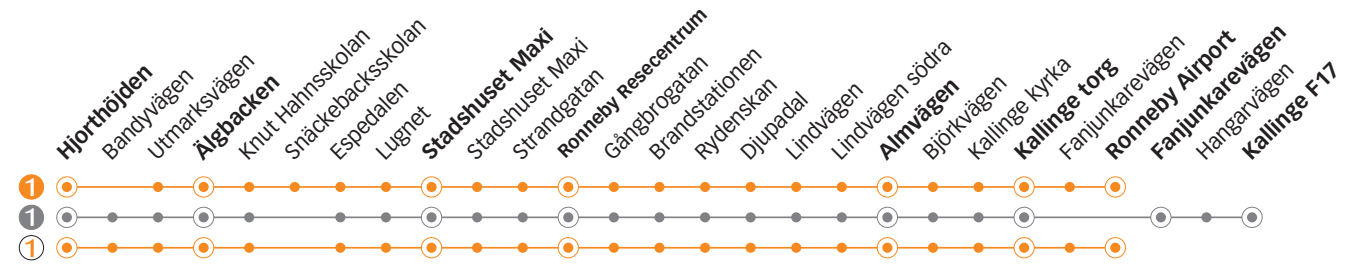 Hjorthöjden
Bandyvägen
Utmarksvägen
Älgbacken
Knut Hahnsskolan
Snäckebacksskolan
Espedalen
Lugnet
Stadshuset Maxi
Stadshuset Maxi
Strandgatan
Ronneby Resecentrum
Gångbrogatan
Brandstationen
Rydenskan
Djupadal
Lindvägen
Lindvägen södra
Almvägen
Björkvägen
Kallinge Kyrka
Kallinge torg
Fanjunkarevägen
Ronneby Airport
Fanjunkarevägen
Hangarvägen
Kallinge F17
1
1
1